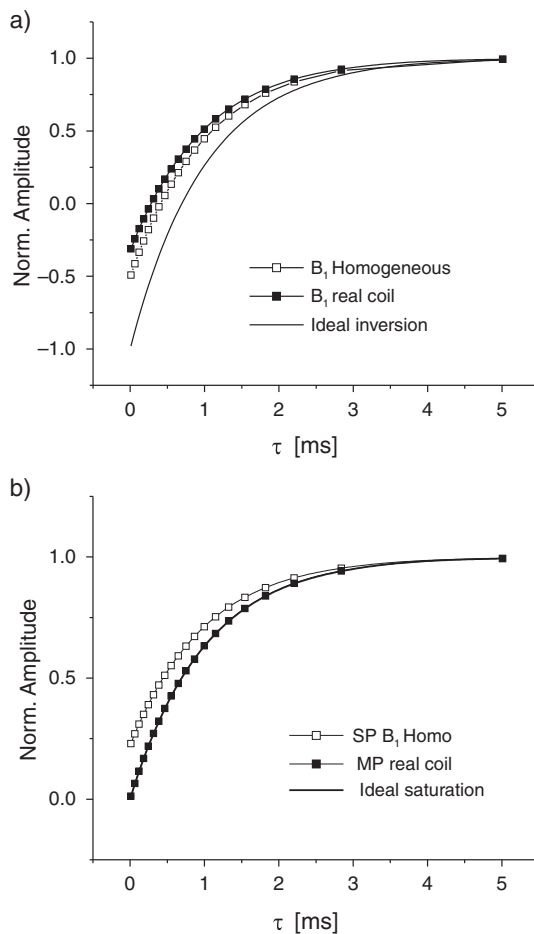 a)
1.0
0.5
0.0
−0.5
−1.0
Norm. Amplitude
B1 Homogeneous
B1 real coil
Ideal inversion
0 1 2 3 4 5
τ [ms]
b)
1.0
0.5
0.0
Norm. Amplitude
SP B1 Homo
MP real coil
Ideal saturation
0 1 2 3 4 5
τ [ms]